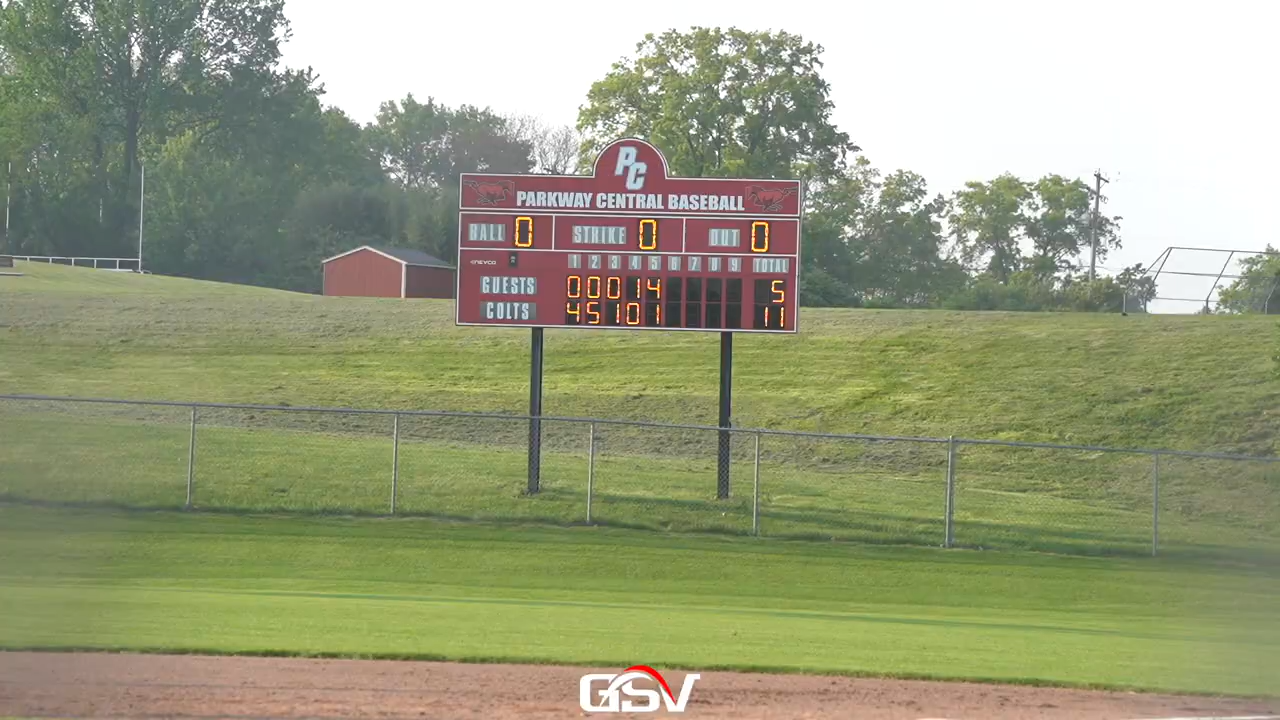 PC
PARKWAY CENTRAL BASEBALL
BALL 0 STRIKE 0 OUT 0
NEVCO 1 2 3 4 5 6 7 8 9 TOTAL
GUESTS 0 0 0 1 4 5
COLTS 4 5 1 0 1 11
GSV